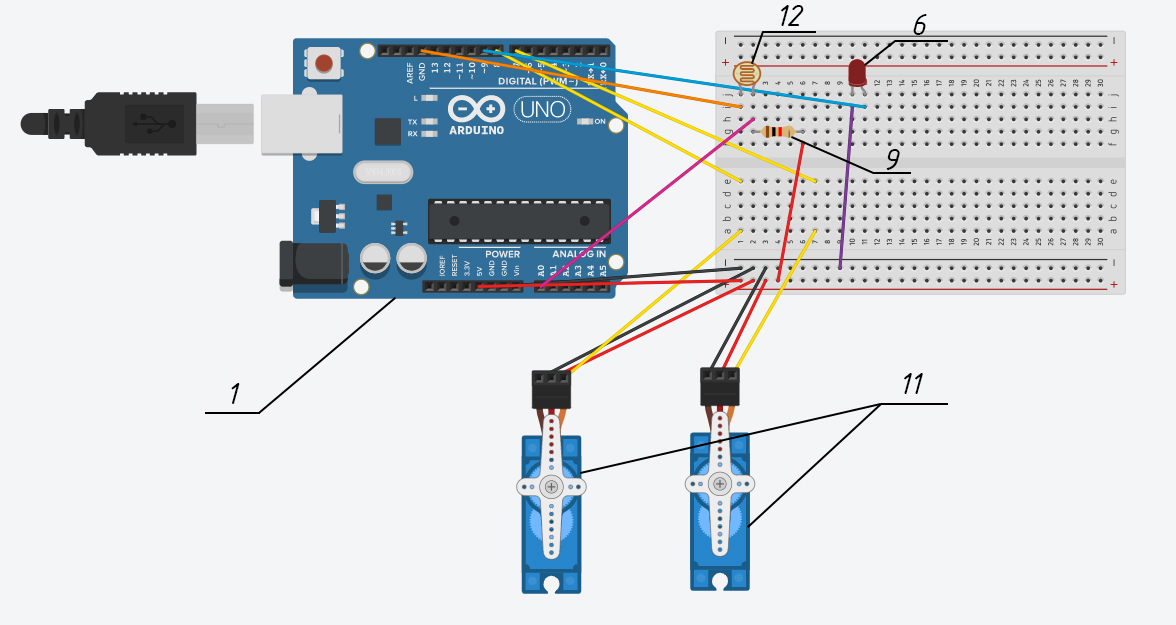 12
6
AREF
GND
13
12
~11
~10
~9
DIGITAL (PWM~)
L
TX
RX
UNO
ARDUINO
ON
9
POWER
ANALOG IN
IOREF
RESET
3.3V
5V
GND
GND
Vin
A0
A1
A3
A4
A5
j
i
h
g
f
e
d
c
b
a
1
11